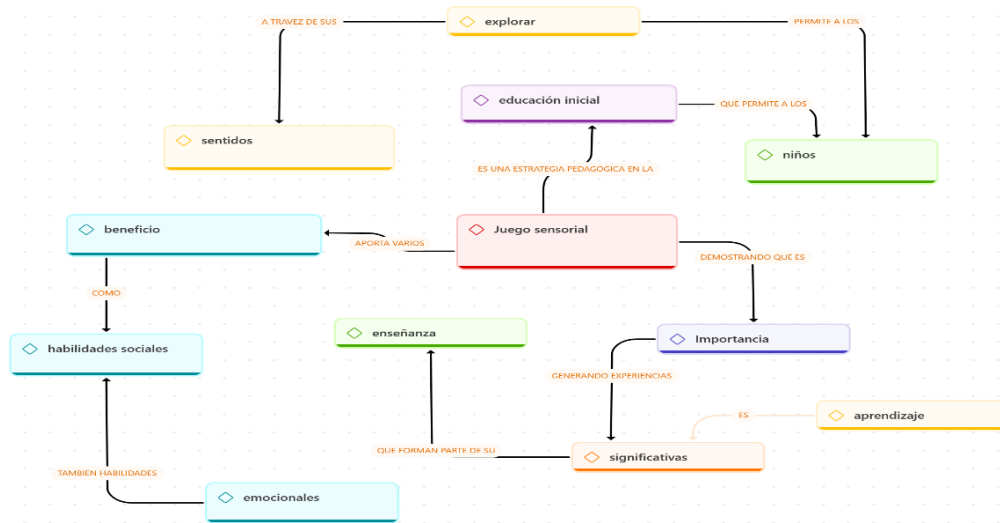 A TRAVEZ DE SUS
explorar
PERMITE A LOS
educación inicial
QUE PERMITE A LOS
sentidos
niños
ES UNA ESTRATEGIA PEDAGOGICA EN LA
beneficio
Juego sensorial
APORTA VARIOS
DEMOSTRANDO QUE ES
COMO
enseñanza
Importancia
habilidades sociales
GENERANDO EXPERIENCIAS
ES
aprendizaje
QUE FORMAN PARTE DE SU
significativas
TAMBIEN HABILIDADES
emocionales